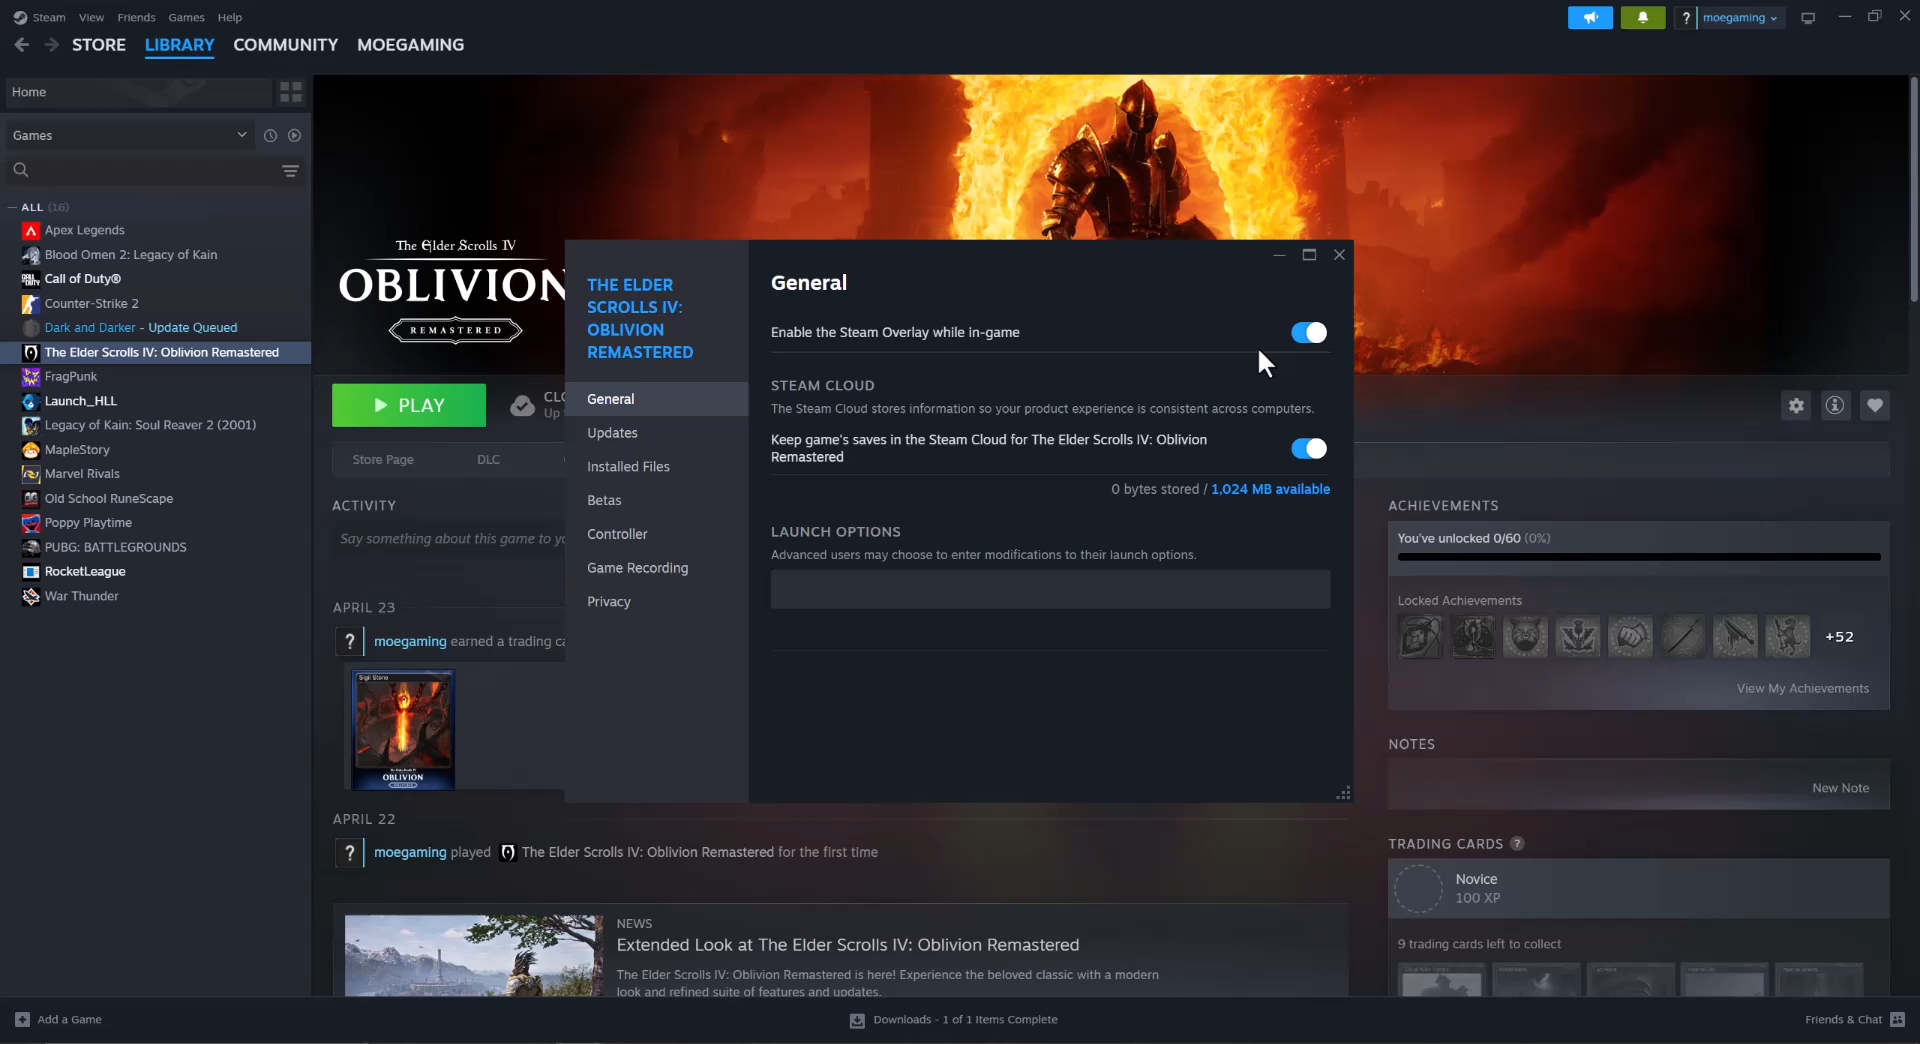 Steam View Friends Games Help
? moegaming
STORE LIBRARY COMMUNITY MOEGAMING
Home
Games
ALL (16)
Apex Legends
Blood Omen 2: Legacy of Kain
Call of Duty®
Counter-Strike 2
Dark and Darker - Update Queued
The Elder Scrolls IV: Oblivion Remastered
FragPunk
Launch_HLL
Legacy of Kain: Soul Reaver 2 (2001)
MapleStory
Marvel Rivals
Old School RuneScape
Poppy Playtime
PUBG: BATTLEGROUNDS
RocketLeague
War Thunder
The Elder Scrolls IV
OBLIVION
REMASTERED
PLAY
Store Page DLC
ACTIVITY
Say something about this game to
APRIL 23
? moegaming earned a trading
Sigil Stone
OBLIVION
APRIL 22
? moegaming played The Elder Scrolls IV: Oblivion Remastered for the first time
NEWS
Extended Look at The Elder Scrolls IV: Oblivion Remastered
The Elder Scrolls IV: Oblivion Remastered is here! Experience the beloved classic with a modern
look and refined suite of features and updates.
THE ELDER
SCROLLS IV:
OBLIVION
REMASTERED
General
Updates
Installed Files
Betas
Controller
Game Recording
Privacy
General
Enable the Steam Overlay while in-game
STEAM CLOUD
The Steam Cloud stores information so your product experience is consistent across computers.
Keep game's saves in the Steam Cloud for The Elder Scrolls IV: Oblivion
Remastered
0 bytes stored / 1,024 MB available
LAUNCH OPTIONS
Advanced users may choose to enter modifications to their launch options.
ACHIEVEMENTS
You've unlocked 0/60 (0%)
Locked Achievements
+52
View My Achievements
NOTES
New Note
TRADING CARDS ?
Novice
100 XP
9 trading cards left to collect
Add a Game
Downloads - 1 of 1 Items Complete
Friends & Chat